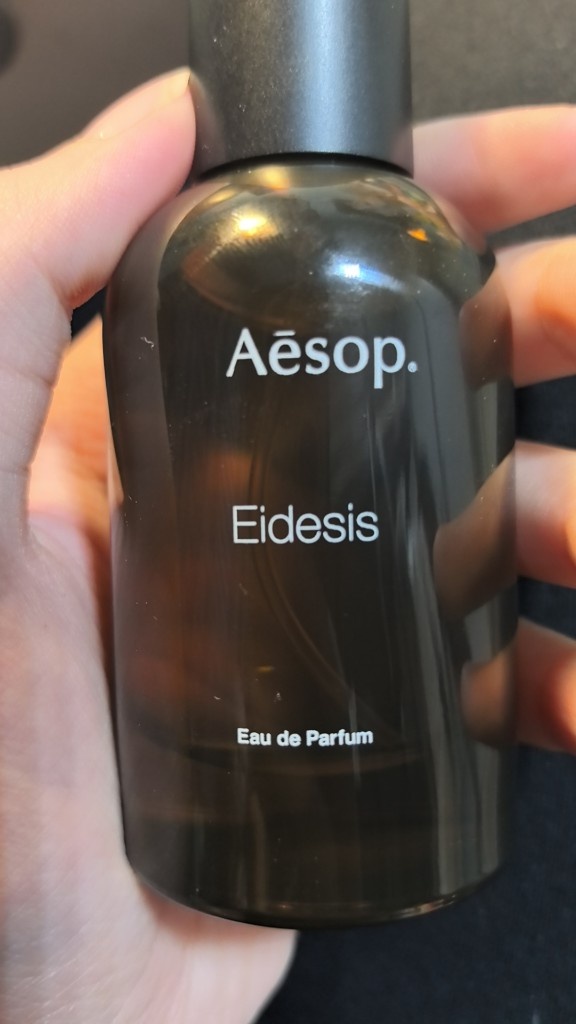 Aēsop.®
Eidesis
Eau de Parfum